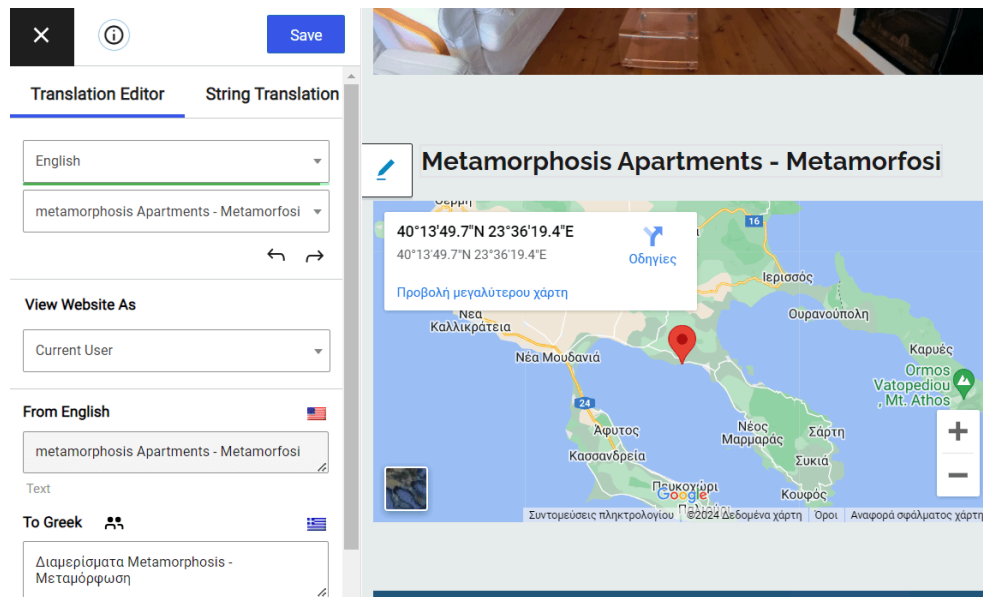 Save
Translation Editor
String Translation
English
metamorphosis Apartments - Metamorfosi
View Website As
Current User
From English
metamorphosis Apartments - Metamorfosi
Text
To Greek
Διαμερίσματα Metamorphosis -
Μεταμόρφωση
Metamorphosis Apartments - Metamorfosi
40°13'49.7"N 23°36'19.4"E
40°13'49.7"N 23°36'19.4"E
Οδηγίες
Προβολή μεγαλύτερου χάρτη
16
Ιερισσός
Ουρανούπολη
Νέα
Καλλικράτεια
Νέα Μουδανιά
Καρυές
Ormos
Vatopediou
, Mt. Athos
24
Άφυτος
Κασσανδρεία
Νέος
Μαρμαράς
Σάρτη
Συκιά
Πευκοχώρι
Κουφός
Google
Συντομεύσεις πληκτρολογίου
©2024 Δεδομένα χάρτη
Όροι
Αναφορά σφάλματος χάρτη